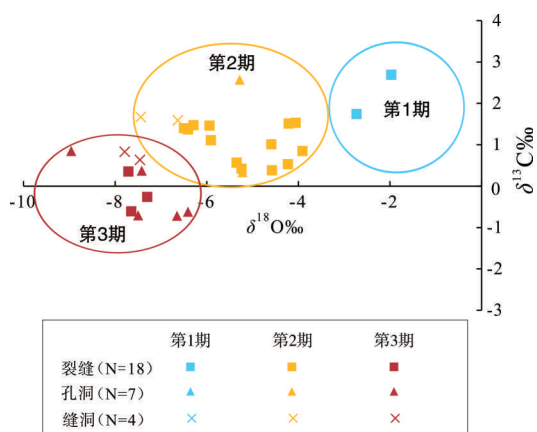 4
3
2
1
0
-1
-2
-3
δ13C‰
-10
-8
-6
-4
-2
δ18O‰
第2期
第1期
第3期
第1期 第2期 第3期
裂缝(N=18)
孔洞(N=7)
缝洞(N=4)